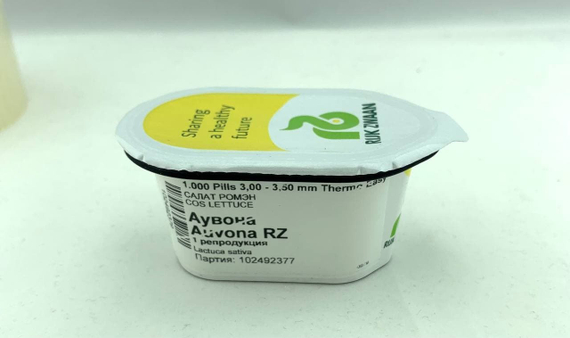 Sharing
a healthy
future
RIJK ZWAAN
1.000 Pills 3,00 - 3,50 mm Thermo Easy
САЛАТ РОМЭН
COS LETTUCE
Аувона
Auvona RZ
1 репродукция
Lactuca sativa
Партия: 102492377